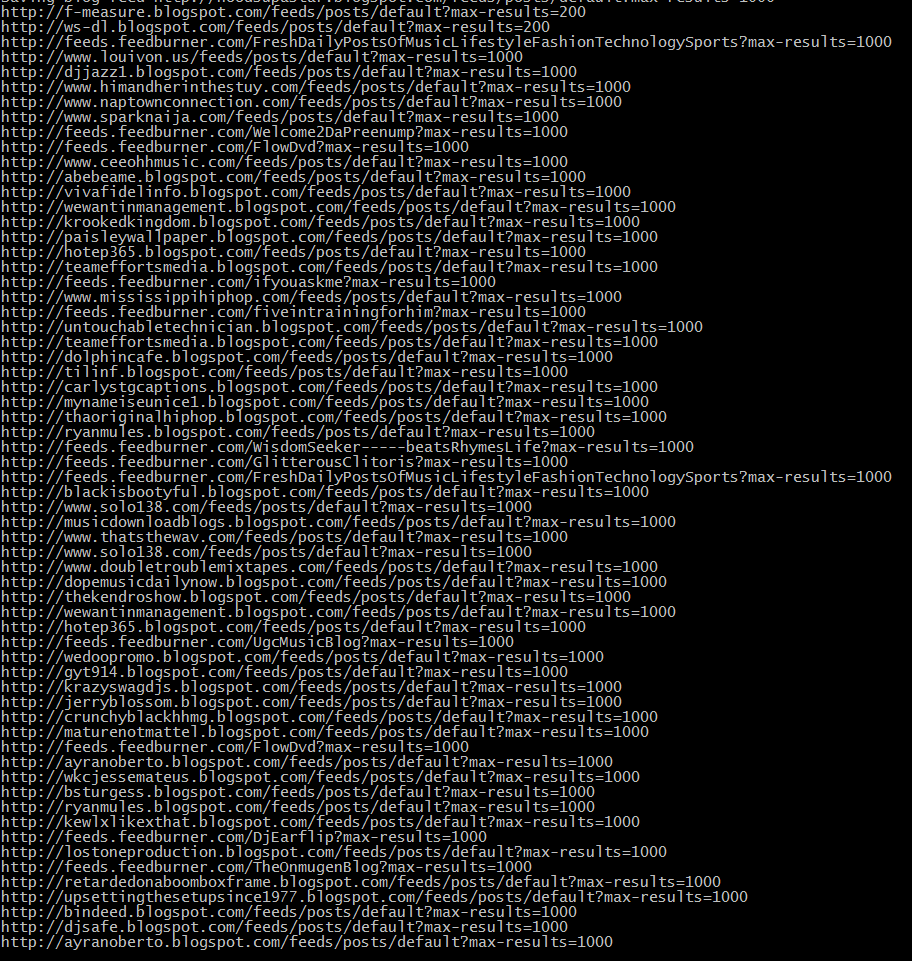 http://f-measure.blogspot.com/feeds/posts/default?max-results=200
http://ws-dl.blogspot.com/feeds/posts/default?max-results=200
http://feeds.feedburner.com/FreshDailyPostsOfMusicLifestyleFashionTechnologySports?max-results=1000
http://www.louivon.us/feeds/posts/default?max-results=1000
http://djjazz1.blogspot.com/feeds/posts/default?max-results=1000
http://www.himandherinthestuy.com/feeds/posts/default?max-results=1000
http://www.naptownconnection.com/feeds/posts/default?max-results=1000
http://www.sparknaija.com/feeds/posts/default?max-results=1000
http://feeds.feedburner.com/Welcome2DaPreenump?max-results=1000
http://feeds.feedburner.com/FlowDvd?max-results=1000
http://www.ceeohhmusic.com/feeds/posts/default?max-results=1000
http://abebeame.blogspot.com/feeds/posts/default?max-results=1000
http://vivafidelinfo.blogspot.com/feeds/posts/default?max-results=1000
http://wewantinmanagement.blogspot.com/feeds/posts/default?max-results=1000
http://krookedkingdom.blogspot.com/feeds/posts/default?max-results=1000
http://paisleywallpaper.blogspot.com/feeds/posts/default?max-results=1000
http://hotep365.blogspot.com/feeds/posts/default?max-results=1000
http://teameffortsmedia.blogspot.com/feeds/posts/default?max-results=1000
http://feeds.feedburner.com/ifyouaskme?max-results=1000
http://www.mississippihiphop.com/feeds/posts/default?max-results=1000
http://feeds.feedburner.com/fiveintrainingforhim?max-results=1000
http://untouchabletechnician.blogspot.com/feeds/posts/default?max-results=1000
http://teameffortsmedia.blogspot.com/feeds/posts/default?max-results=1000
http://dolphincafe.blogspot.com/feeds/posts/default?max-results=1000
http://tilinf.blogspot.com/feeds/posts/default?max-results=1000
http://carlystgcaptions.blogspot.com/feeds/posts/default?max-results=1000
http://mynameiseunice1.blogspot.com/feeds/posts/default?max-results=1000
http://thaoriginalhiphop.blogspot.com/feeds/posts/default?max-results=1000
http://ryanmules.blogspot.com/feeds/posts/default?max-results=1000
http://feeds.feedburner.com/WisdomSeeker-----beatsRhymesLife?max-results=1000
http://feeds.feedburner.com/GlitterousClitoris?max-results=1000
http://feeds.feedburner.com/FreshDailyPostsOfMusicLifestyleFashionTechnologySports?max-results=1000
http://blackisbootyful.blogspot.com/feeds/posts/default?max-results=1000
http://www.solo138.com/feeds/posts/default?max-results=1000
http://musicdownloadblogs.blogspot.com/feeds/posts/default?max-results=1000
http://www.thatsthewav.com/feeds/posts/default?max-results=1000
http://www.solo138.com/feeds/posts/default?max-results=1000
http://www.doubletroublemixtapes.com/feeds/posts/default?max-results=1000
http://dopemusicdailynow.blogspot.com/feeds/posts/default?max-results=1000
http://thekendroshow.blogspot.com/feeds/posts/default?max-results=1000
http://wewantinmanagement.blogspot.com/feeds/posts/default?max-results=1000
http://hotep365.blogspot.com/feeds/posts/default?max-results=1000
http://feeds.feedburner.com/UgcMusicBlog?max-results=1000
http://wedoopromo.blogspot.com/feeds/posts/default?max-results=1000
http://gyt914.blogspot.com/feeds/posts/default?max-results=1000
http://krazyswagdjs.blogspot.com/feeds/posts/default?max-results=1000
http://jerryblossom.blogspot.com/feeds/posts/default?max-results=1000
http://crunchyblackhhmg.blogspot.com/feeds/posts/default?max-results=1000
http://maturenotmattel.blogspot.com/feeds/posts/default?max-results=1000
http://feeds.feedburner.com/FlowDvd?max-results=1000
http://ayranoberto.blogspot.com/feeds/posts/default?max-results=1000
http://wkcjessemateus.blogspot.com/feeds/posts/default?max-results=1000
http://bsturgess.blogspot.com/feeds/posts/default?max-results=1000
http://ryanmules.blogspot.com/feeds/posts/default?max-results=1000
http://kewlxlikexthat.blogspot.com/feeds/posts/default?max-results=1000
http://feeds.feedburner.com/DjEarflip?max-results=1000
http://lostoneproduction.blogspot.com/feeds/posts/default?max-results=1000
http://feeds.feedburner.com/TheOnmugenBlog?max-results=1000
http://retardedonaboomboxframe.blogspot.com/feeds/posts/default?max-results=1000
http://upsettingthesetupsince1977.blogspot.com/feeds/posts/default?max-results=1000
http://bindeed.blogspot.com/feeds/posts/default?max-results=1000
http://djsafe.blogspot.com/feeds/posts/default?max-results=1000
http://ayranoberto.blogspot.com/feeds/posts/default?max-results=1000